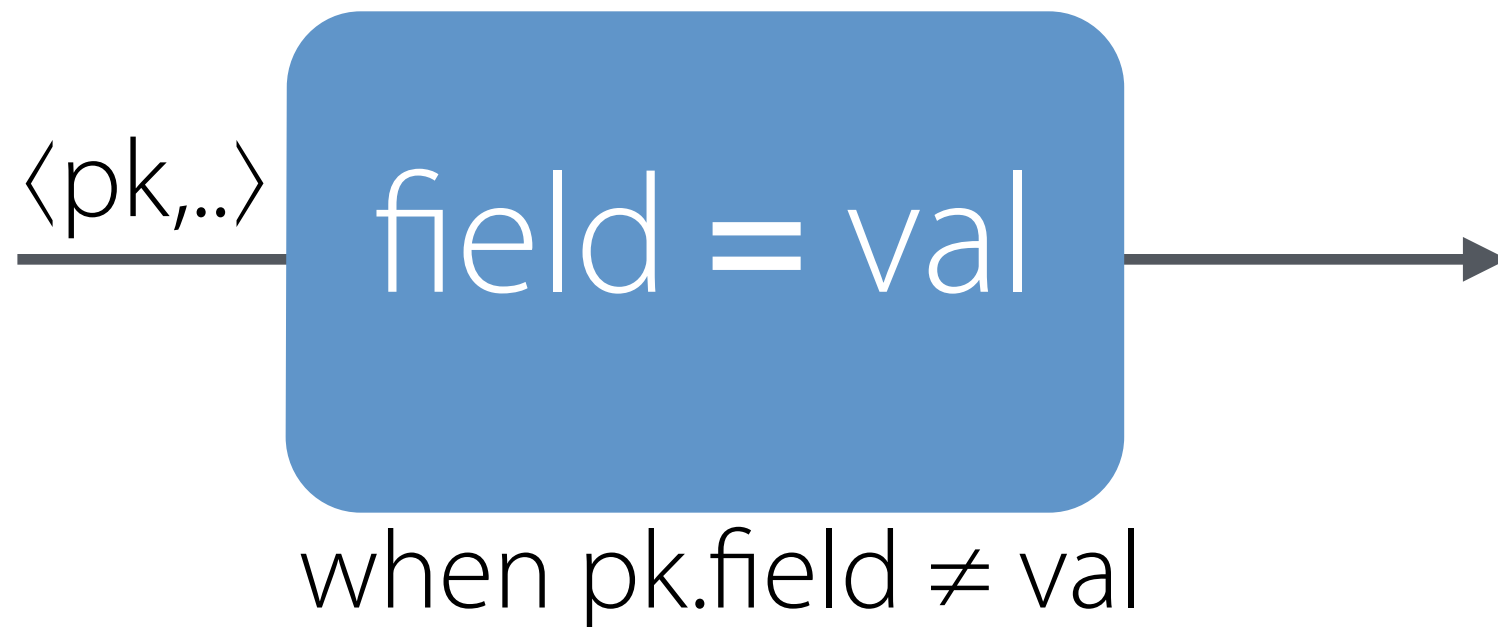 ⟨pk,..⟩
field = val
when pk.field ≠ val